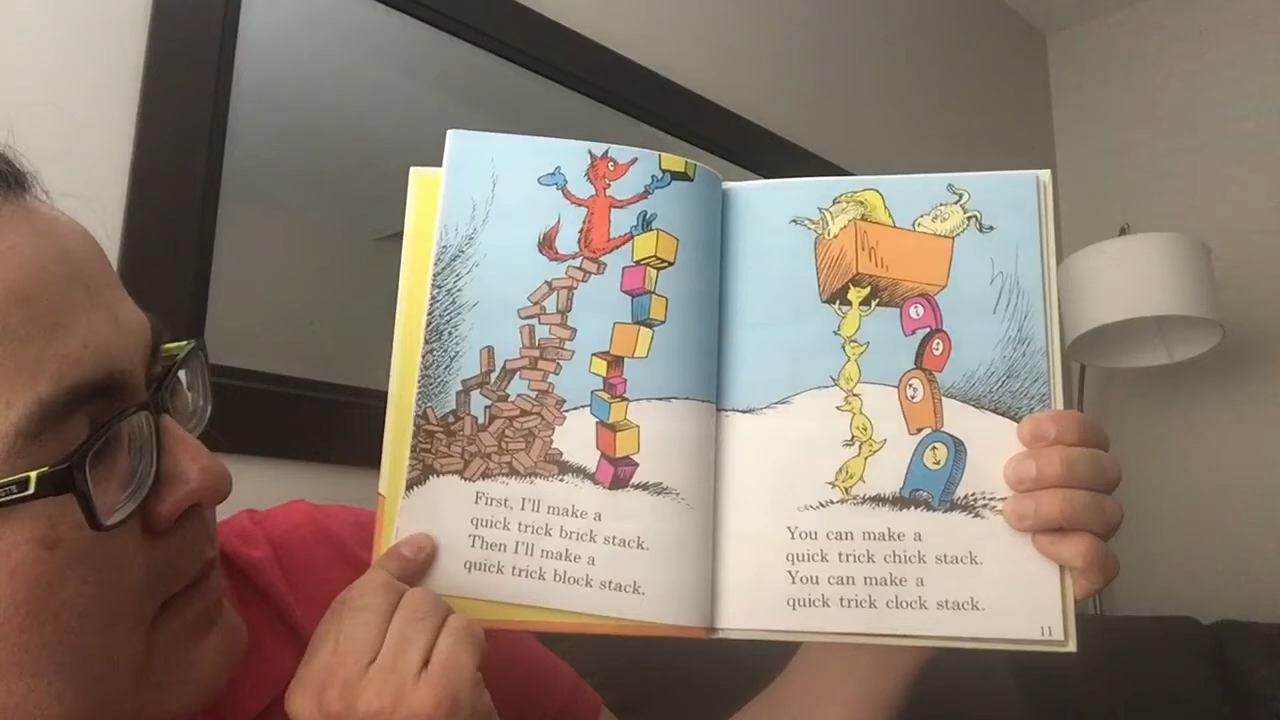 First, I'll make a
quick trick brick stack.
Then I'll make a
quick trick block stack.
You can make a
quick trick chick stack.
You can make a
quick trick clock stack.
11